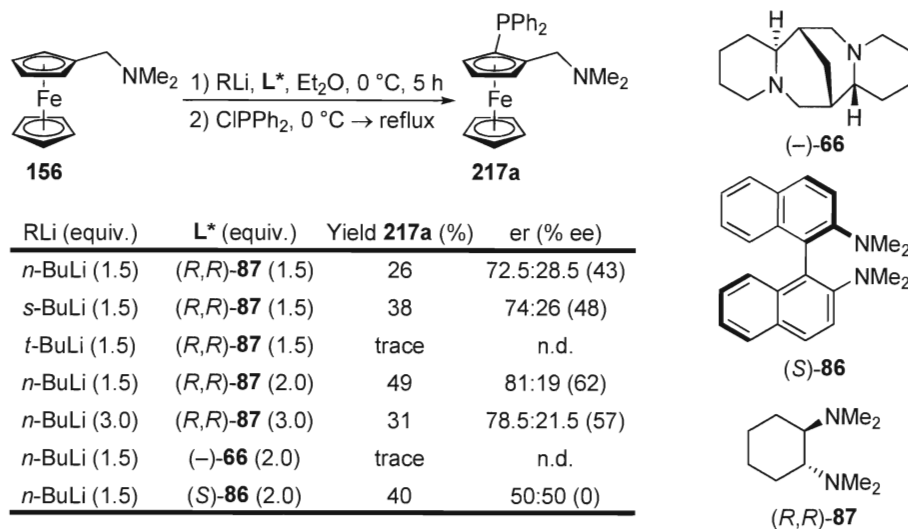 PPh2
NMe2
Fe
1) RLi, L*, Et2O, 0 °C, 5 h
2) ClPPh2, 0 °C → reflux
NMe2
Fe
156
217a
RLi (equiv.) L* (equiv.) Yield 217a (%) er (% ee)
n-BuLi (1.5) (R,R)-87 (1.5) 26 72.5:28.5 (43)
s-BuLi (1.5) (R,R)-87 (1.5) 38 74:26 (48)
t-BuLi (1.5) (R,R)-87 (1.5) trace n.d.
n-BuLi (1.5) (R,R)-87 (2.0) 49 81:19 (62)
n-BuLi (3.0) (R,R)-87 (3.0) 31 78.5:21.5 (57)
n-BuLi (1.5) (–)-66 (2.0) trace n.d.
n-BuLi (1.5) (S)-86 (2.0) 40 50:50 (0)
H
N
N
H
(–)-66
NMe2
NMe2
(S)-86
NMe2
NMe2
(R,R)-87